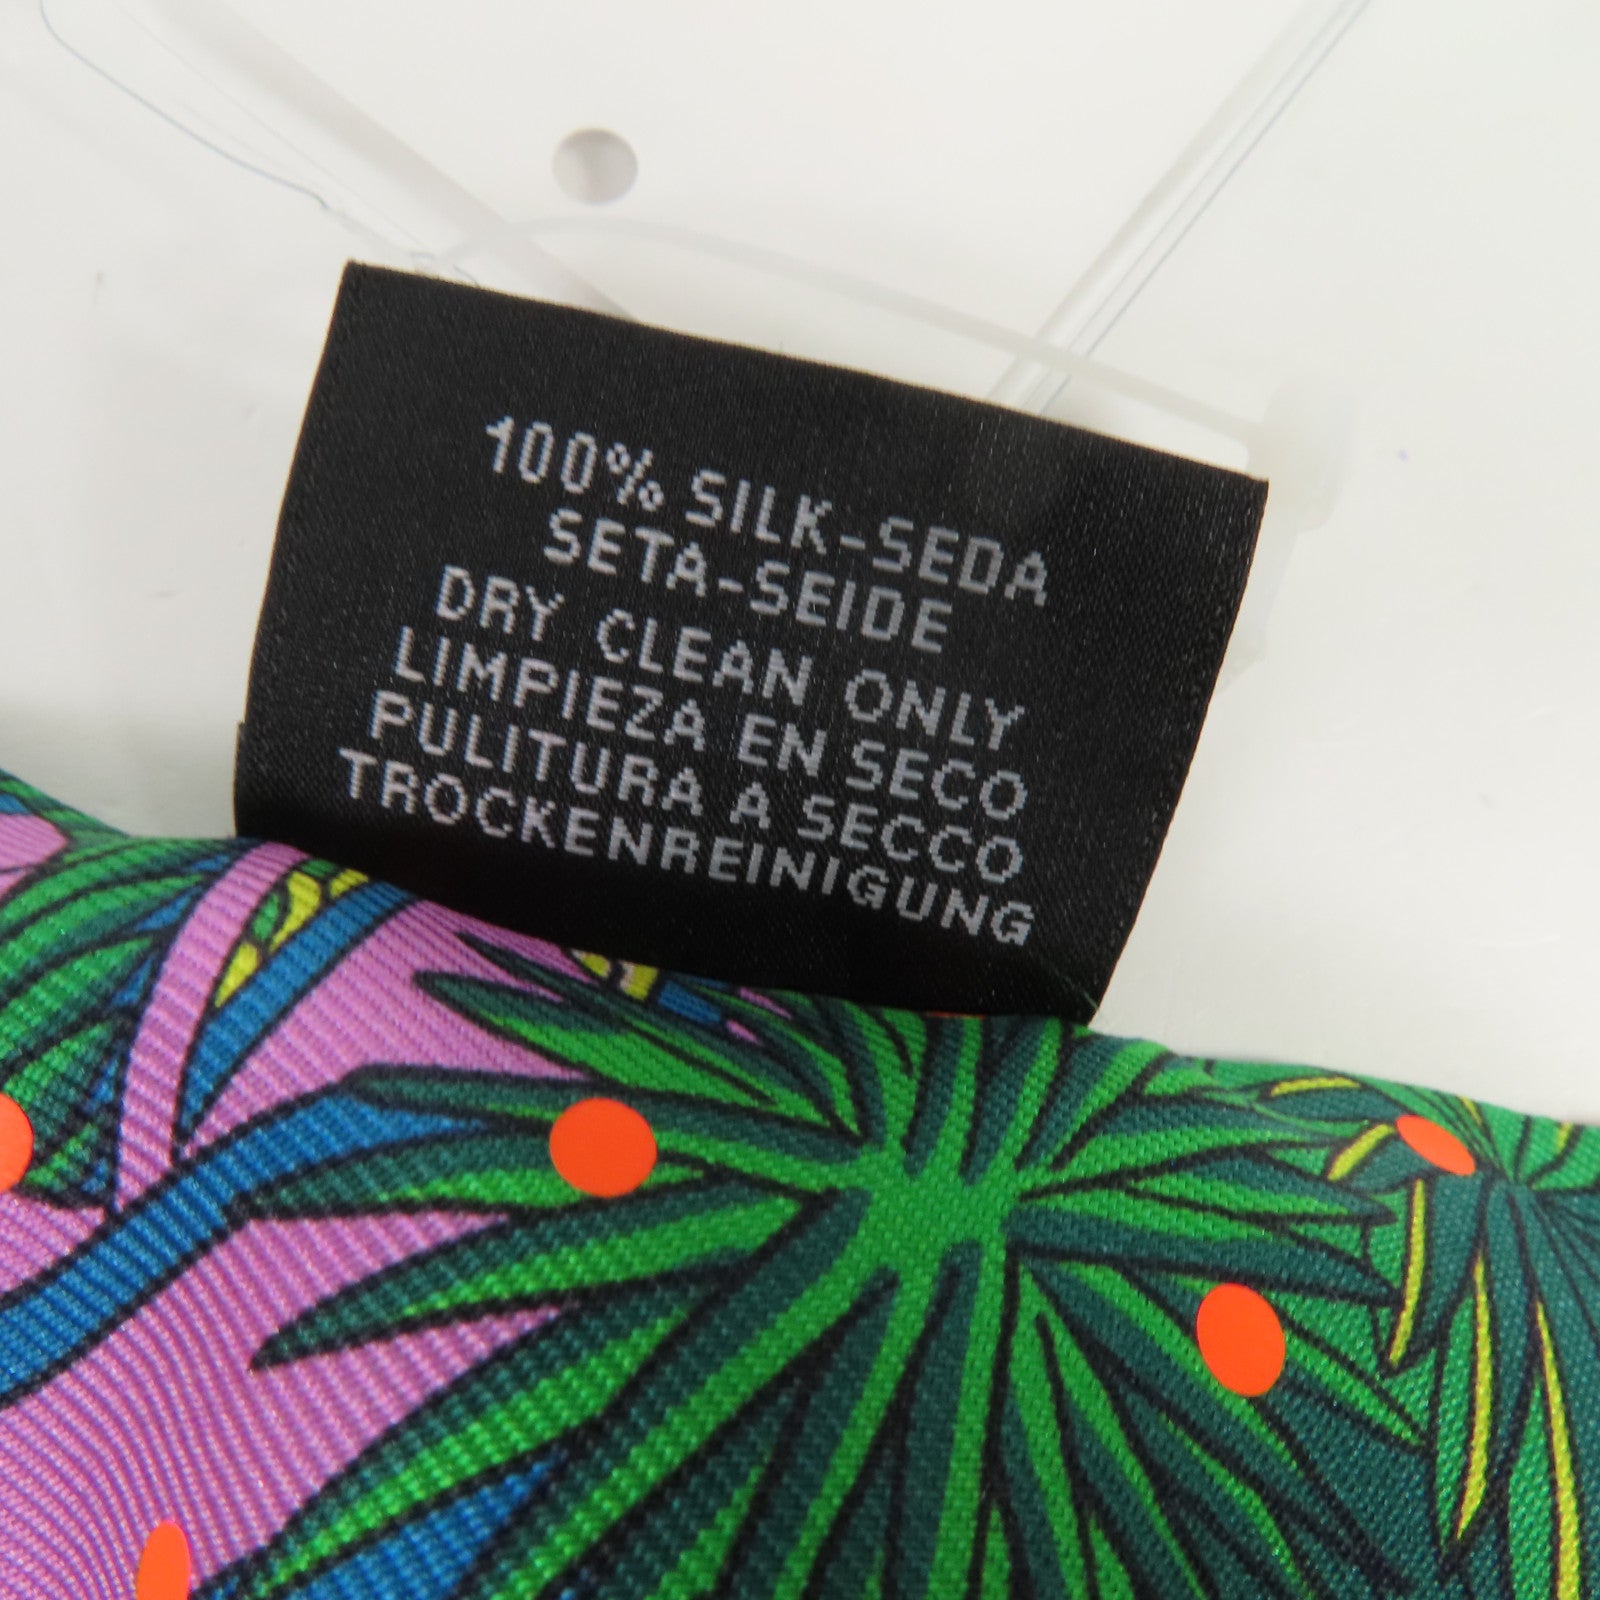 100% SILK-SEDA
SETA-SEIDE
DRY CLEAN ONLY
LIMPIEZA EN SECO
PULITURA A SECCO
TROCKENREINIGUNG